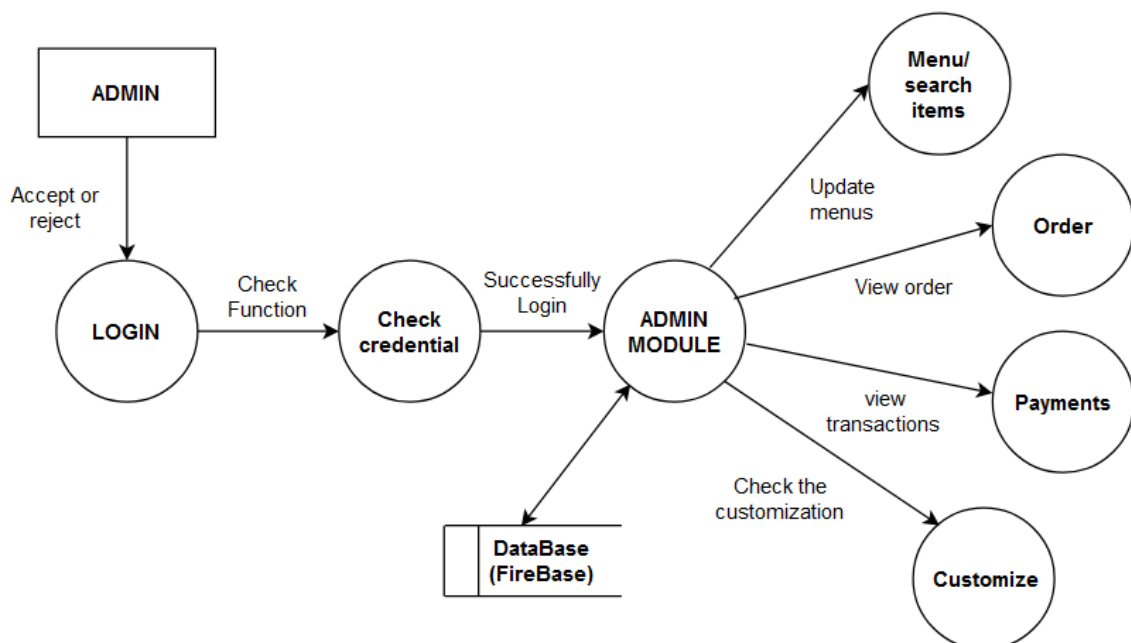 ADMIN
Accept or
reject
LOGIN
Check
Function
Check
credential
Successfully
Login
ADMIN
MODULE
Menu/
search
items
Update
menus
Order
View order
Payments
view
transactions
Check the
customization
Customize
DataBase
(FireBase)